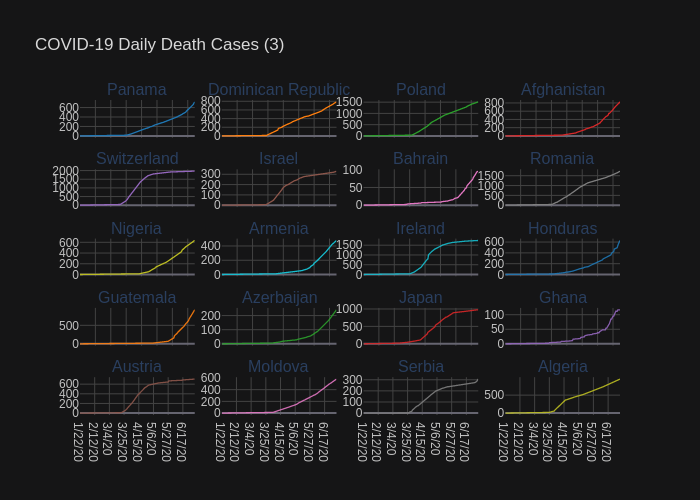 COVID-19 Daily Death Cases (3)
Panama Dominican Republic Poland Afghanistan
600 400 200 0
800 600 400 200 0
1500 1000 500 0
800 600 400 200 0
Switzerland Israel Bahrain Romania
2000 1500 1000 500 0
300 200 100 0
100 50 0
1500 1000 500 0
Nigeria Armenia Ireland Honduras
600 400 200 0
400 200 0
1500 1000 500 0
600 400 200 0
Guatemala Azerbaijan Japan Ghana
500 0
200 100 0
1000 500 0
100 50 0
Austria Moldova Serbia Algeria
600 400 200 0
600 400 200 0
300 200 100 0
500 0
1/22/20 2/12/20 3/4/20 3/25/20 4/15/20 5/6/20 5/27/20 6/17/20
1/22/20 2/12/20 3/4/20 3/25/20 4/15/20 5/6/20 5/27/20 6/17/20
1/22/20 2/12/20 3/4/20 3/25/20 4/15/20 5/6/20 5/27/20 6/17/20
1/22/20 2/12/20 3/4/20 3/25/20 4/15/20 5/6/20 5/27/20 6/17/20